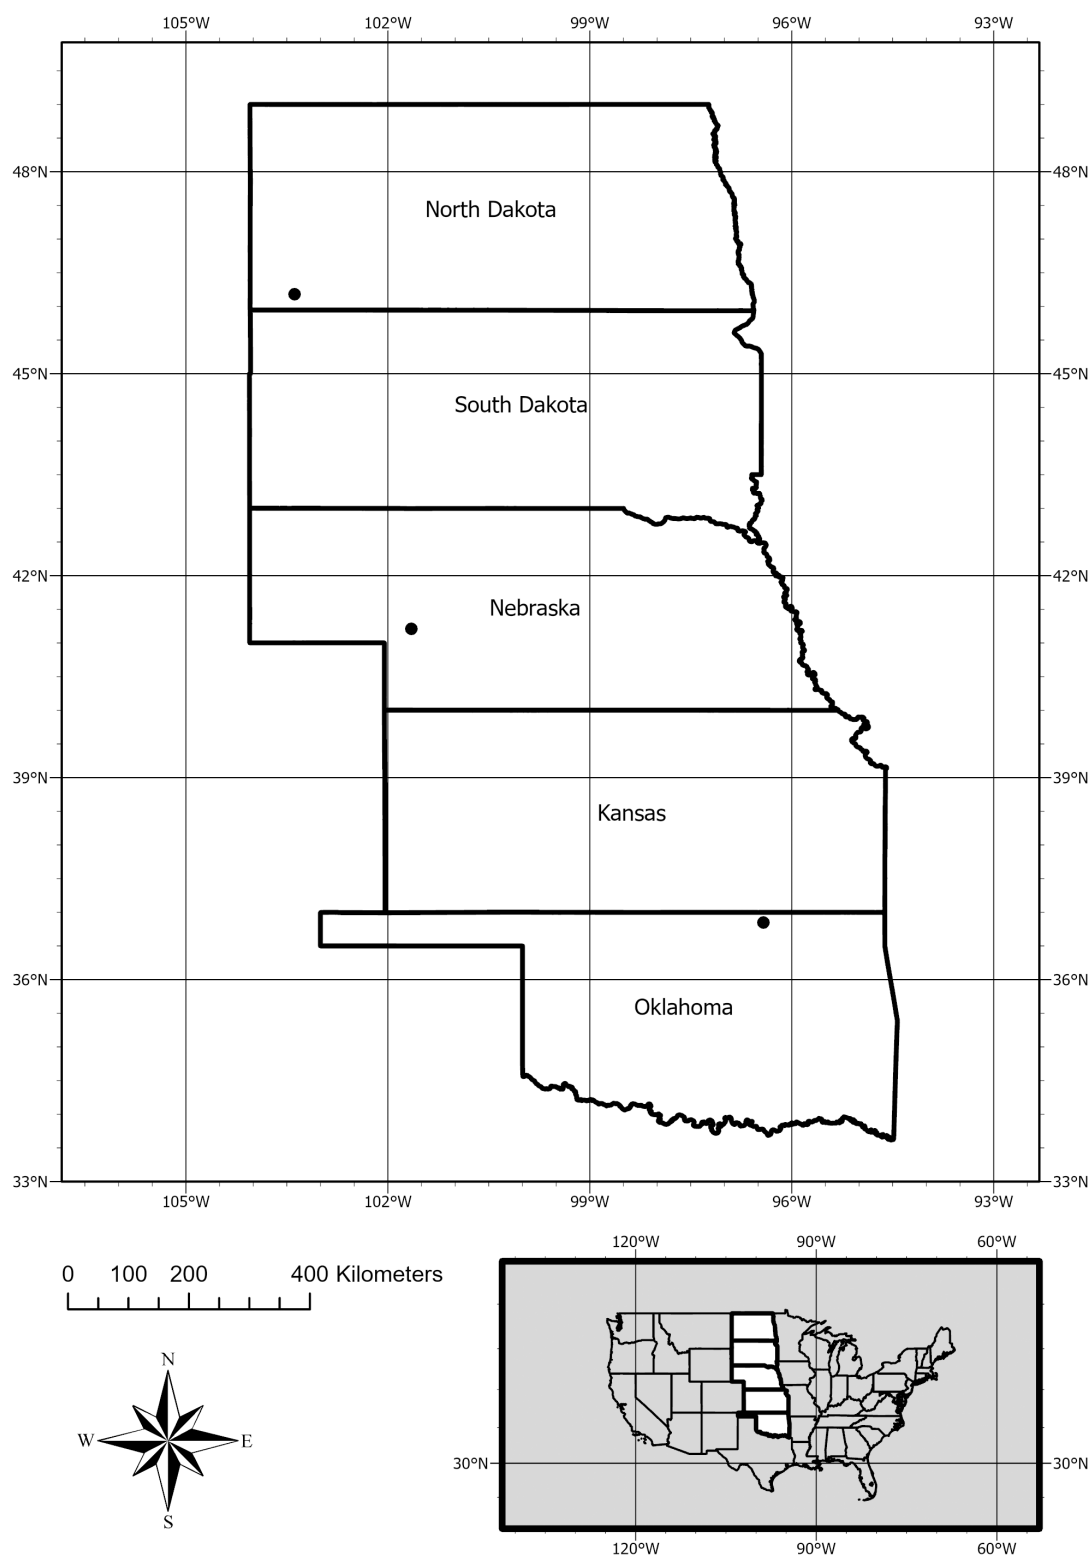 105°W 102°W 99°W 96°W 93°W
48°N 48°N
North Dakota
45°N 45°N
South Dakota
42°N 42°N
Nebraska
39°N 39°N
Kansas
36°N 36°N
Oklahoma
33°N 33°N
105°W 102°W 99°W 96°W 93°W
120°W 90°W 60°W
0 100 200 400 Kilometers
N
W E
S
30°N 30°N
120°W 90°W 60°W